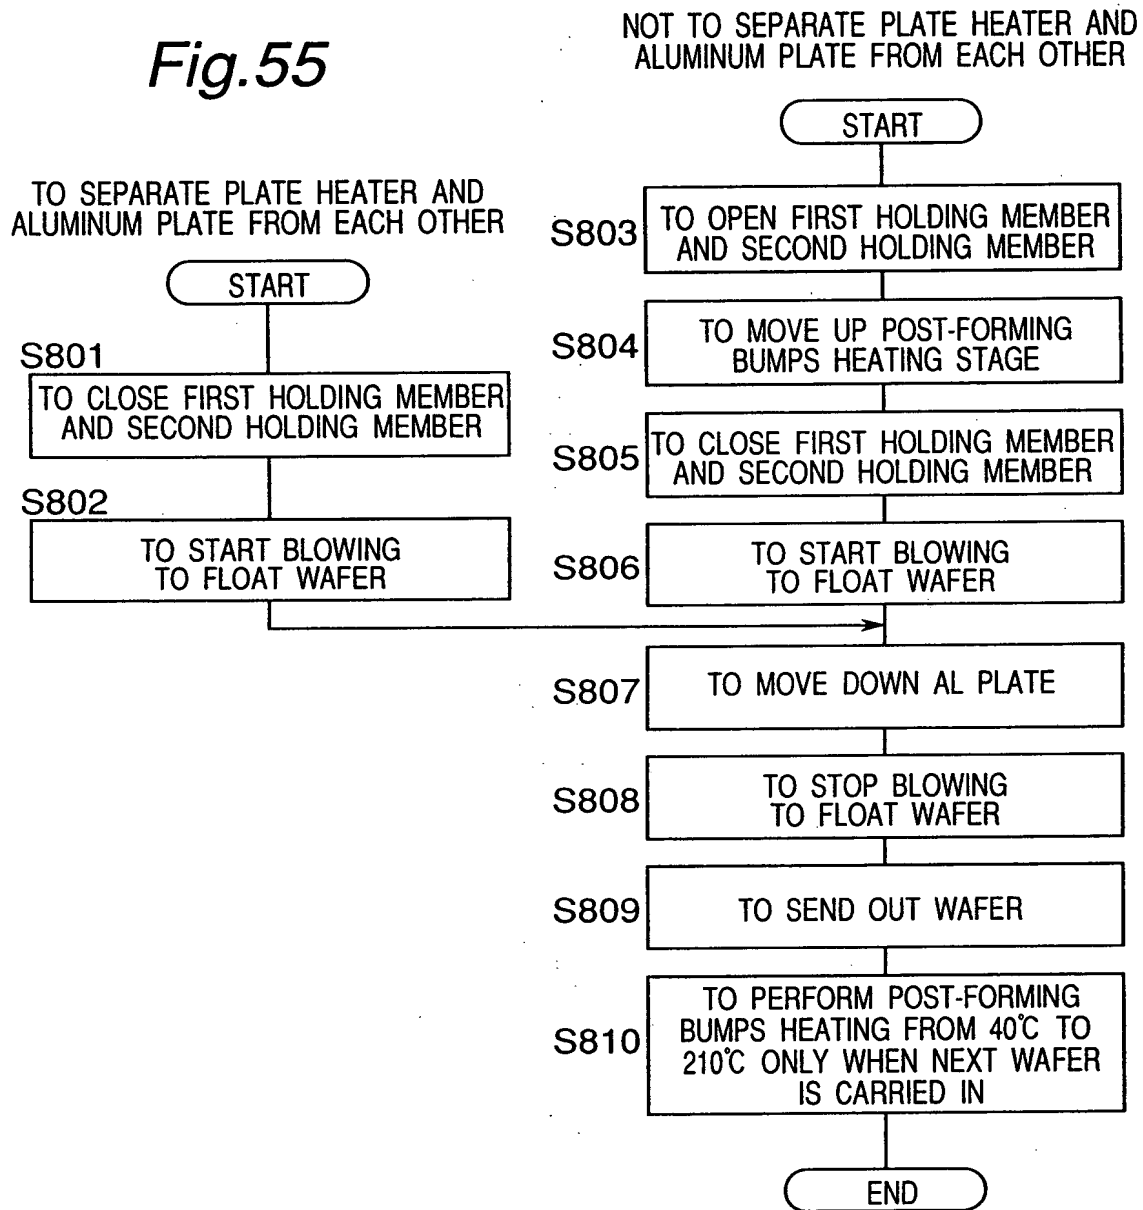 Fig.55
TO SEPARATE PLATE HEATER AND
ALUMINUM PLATE FROM EACH OTHER
START
S801
TO CLOSE FIRST HOLDING MEMBER
AND SECOND HOLDING MEMBER
S802
TO START BLOWING
TO FLOAT WAFER
NOT TO SEPARATE PLATE HEATER AND
ALUMINUM PLATE FROM EACH OTHER
START
S803
TO OPEN FIRST HOLDING MEMBER
AND SECOND HOLDING MEMBER
S804
TO MOVE UP POST-FORMING
BUMPS HEATING STAGE
S805
TO CLOSE FIRST HOLDING MEMBER
AND SECOND HOLDING MEMBER
S806
TO START BLOWING
TO FLOAT WAFER
S807
TO MOVE DOWN AL PLATE
S808
TO STOP BLOWING
TO FLOAT WAFER
S809
TO SEND OUT WAFER
S810
TO PERFORM POST-FORMING
BUMPS HEATING FROM 40℃ TO
210℃ ONLY WHEN NEXT WAFER
IS CARRIED IN
END